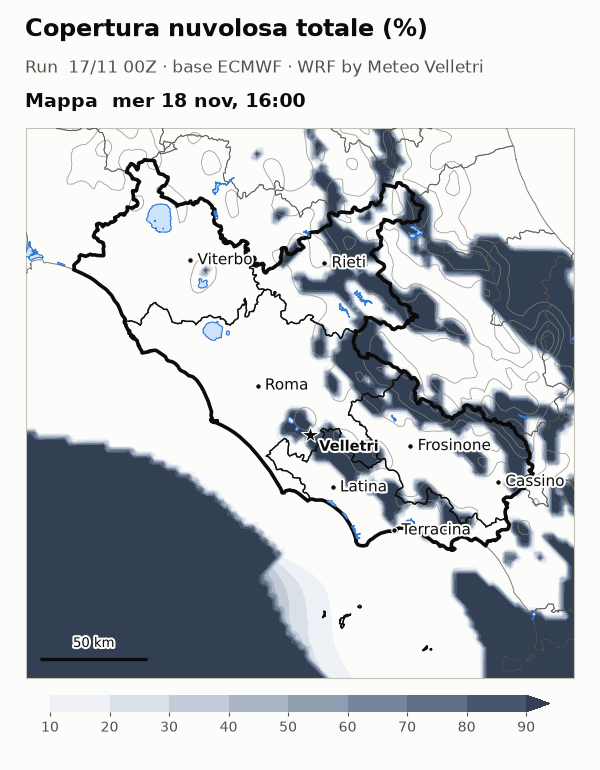 Copertura nuvolosa totale (%)
Run 17/11 00Z · base ECMWF · WRF by Meteo Velletri
Mappa mer 18 nov, 16:00
Viterbo
Rieti
Roma
Velletri
Frosinone
Latina
Cassino
Terracina
50 km
10 20 30 40 50 60 70 80 90